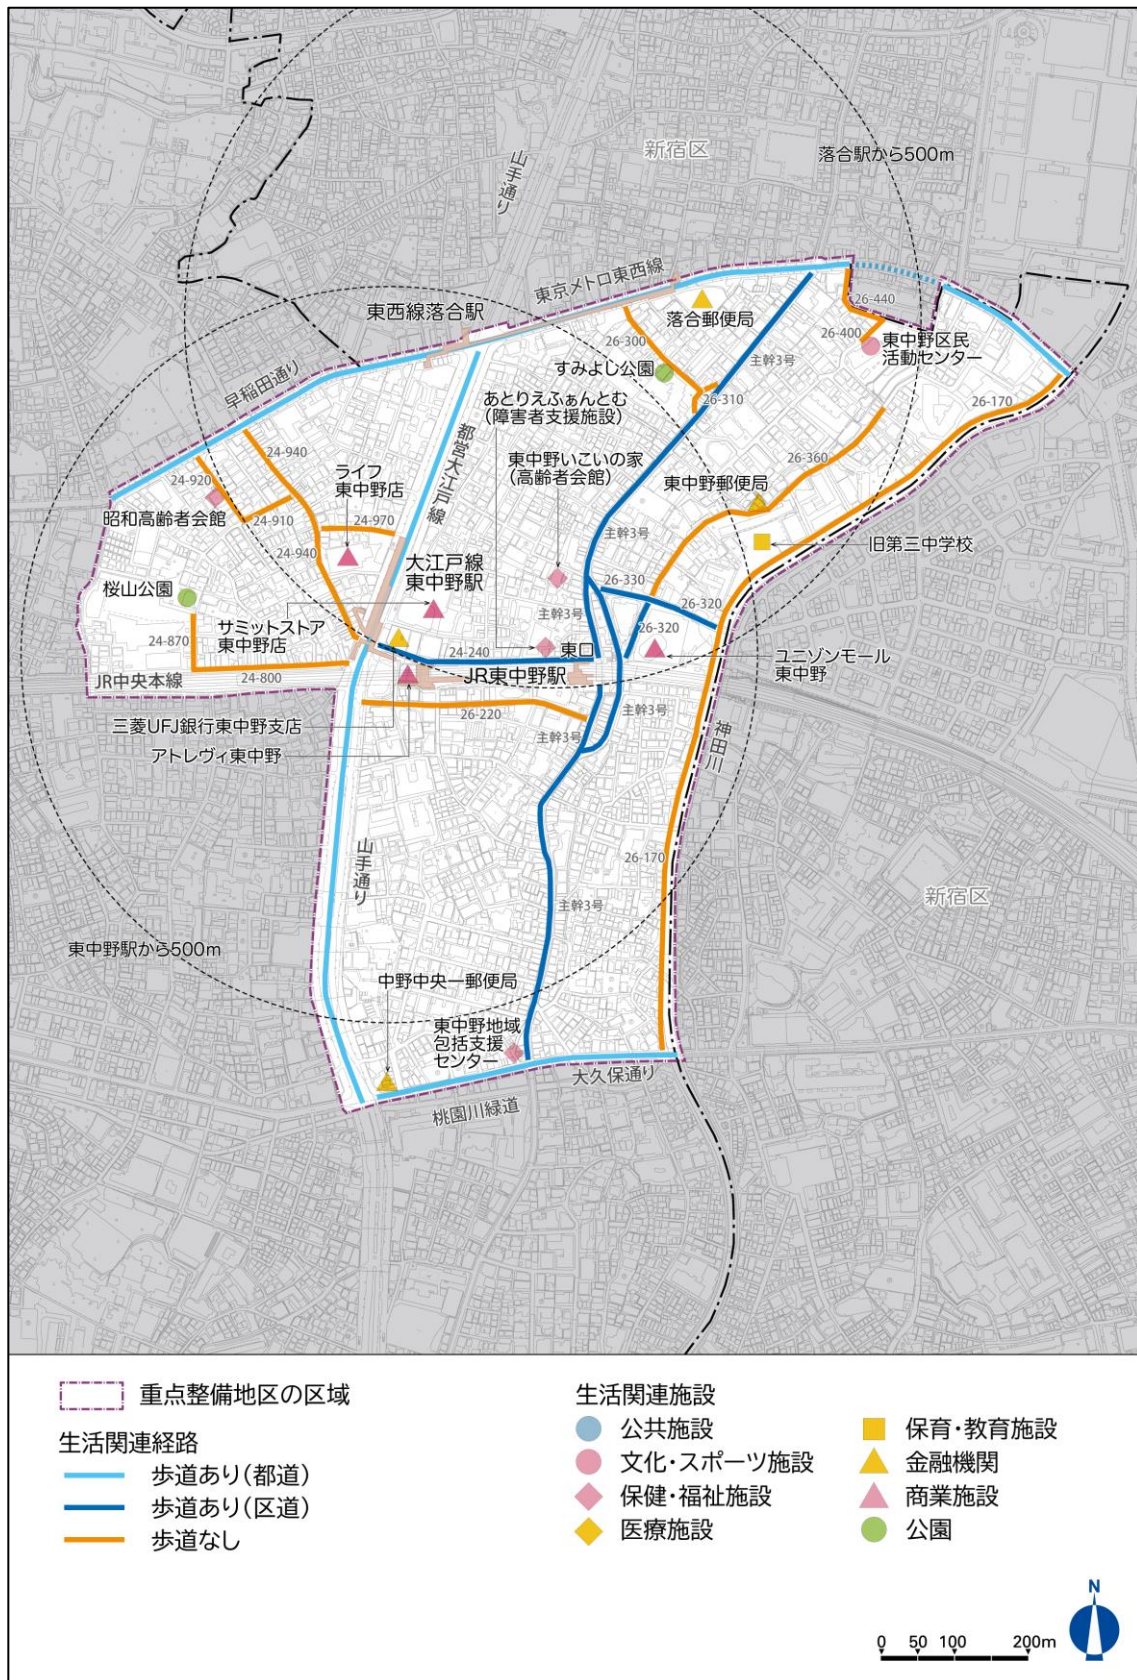 新宿区
落合駅から500m
山手通り
東京メトロ東西線
東西線落合駅
落合郵便局
26-440
26-400
東中野区民
活動センター
26-300
すみよし公園
主幹3号
26-310
26-170
早稲田通り
あとりえふぁんとむ
(障害者支援施設)
都営大江戸線
24-940
ライフ
東中野店
東中野いこいの家
(高齢者会館)
26-360
24-920
東中野郵便局
昭和高齢者会館
24-910
24-970
主幹3号
旧第三中学校
24-940
大江戸線
東中野駅
26-330
桜山公園
26-320
サミットストア
東中野店
主幹3号
24-870
26-320
東口
24-240
ユニゾンモール
東中野
JR東中野駅
JR中央本線
24-800
26-220
主幹3号
三菱UFJ銀行東中野支店
主幹3号
神田川
アトレヴィ東中野
山手通り
26-170
新宿区
主幹3号
東中野駅から500m
中野中央一郵便局
東中野地域
包括支援
センター
大久保通り
桃園川緑道
重点整備地区の区域
生活関連経路
歩道あり(都道)
歩道あり(区道)
歩道なし
生活関連施設
公共施設
文化・スポーツ施設
保健・福祉施設
医療施設
保育・教育施設
金融機関
商業施設
公園
N
0 50 100 200m